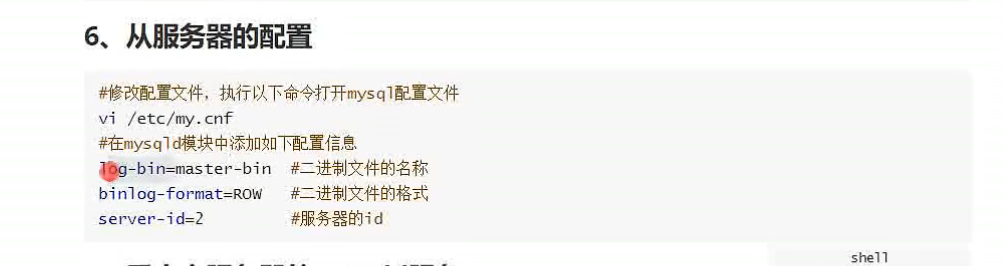 6、从服务器的配置
#修改配置文件，执行以下命令打开mysql配置文件
vi /etc/my.cnf
#在mysqld模块中添加如下配置信息
log-bin=master-bin  #二进制文件的名称
binlog-format=ROW   #二进制文件的格式
server-id=2         #服务器的id
shell